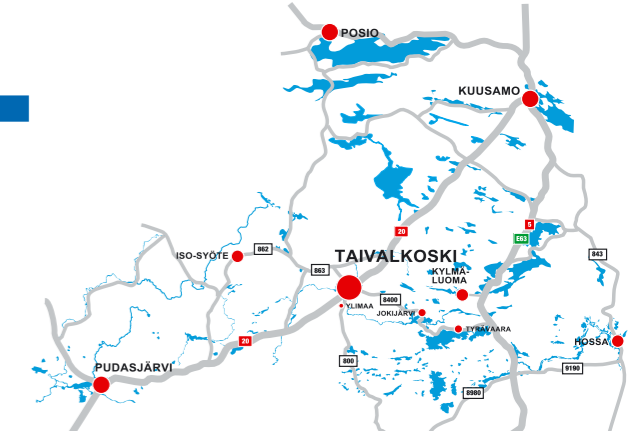 POSIO
KUUSAMO
20
5
E63
ISO-SYÖTE
862
863
TAIVALKOSKI
KYLMÄ-
LUOMA
843
8400
YLIMAA
JOKIJÄRVI
TYRÄVAARA
HOSSA
20
800
PUDASJÄRVI
9190
8980